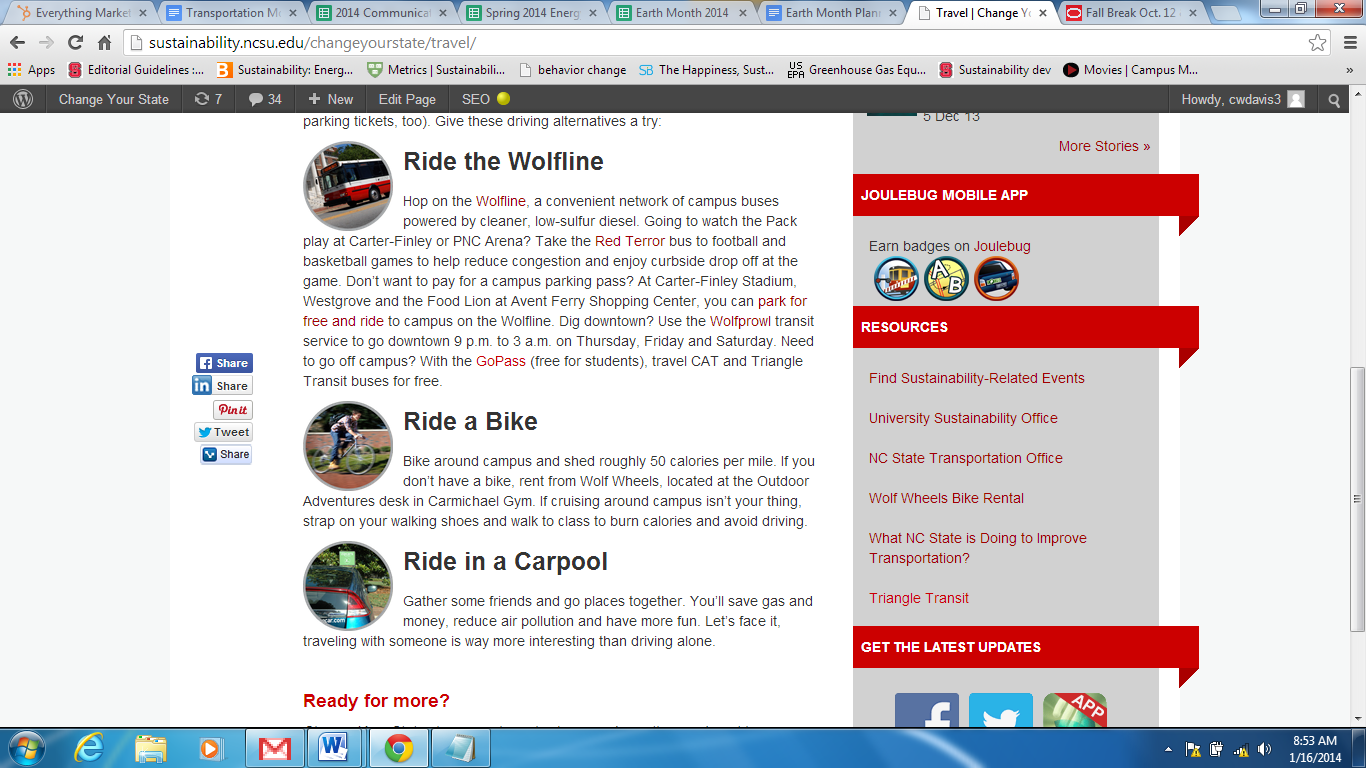 Everything Market
Transportation Mo
2014 Communicat
Spring 2014 Energ
Earth Month 2014
Earth Month Plann
Travel | Change Yo
Fall Break Oct. 12
sustainability.ncsu.edu/changeyourstate/travel/
Apps
Editorial Guidelines :...
Sustainability: Energ...
Metrics | Sustainabili...
behavior change
SB
The Happiness, Sust...
US EPA
Greenhouse Gas Equ...
Sustainability dev
Movies | Campus M...
»
Change Your State
7
34
+ New
Edit Page
SEO
Howdy, cwdavis3
parking tickets, too). Give these driving alternatives a try:
Ride the Wolfline
Hop on the Wolfline, a convenient network of campus buses
powered by cleaner, low-sulfur diesel. Going to watch the Pack
play at Carter-Finley or PNC Arena? Take the Red Terror bus to football and
basketball games to help reduce congestion and enjoy curbside drop off at the
game. Don’t want to pay for a campus parking pass? At Carter-Finley Stadium,
Westgrove and the Food Lion at Avent Ferry Shopping Center, you can park for
free and ride to campus on the Wolfline. Dig downtown? Use the Wolfprowl transit
service to go downtown 9 p.m. to 3 a.m. on Thursday, Friday and Saturday. Need
to go off campus? With the GoPass (free for students), travel CAT and Triangle
Transit buses for free.
Ride a Bike
Bike around campus and shed roughly 50 calories per mile. If you
don’t have a bike, rent from Wolf Wheels, located at the Outdoor
Adventures desk in Carmichael Gym. If cruising around campus isn’t your thing,
strap on your walking shoes and walk to class to burn calories and avoid driving.
Ride in a Carpool
Gather some friends and go places together. You’ll save gas and
money, reduce air pollution and have more fun. Let’s face it,
traveling with someone is way more interesting than driving alone.
Ready for more?
Share
Share
Pin it
Tweet
Share
5 Dec 13
More Stories »
JOULEBUG MOBILE APP
Earn badges on Joulebug
A B
RESOURCES
Find Sustainability-Related Events
University Sustainability Office
NC State Transportation Office
Wolf Wheels Bike Rental
What NC State is Doing to Improve
Transportation?
Triangle Transit
GET THE LATEST UPDATES
APP
8:53 AM
1/16/2014